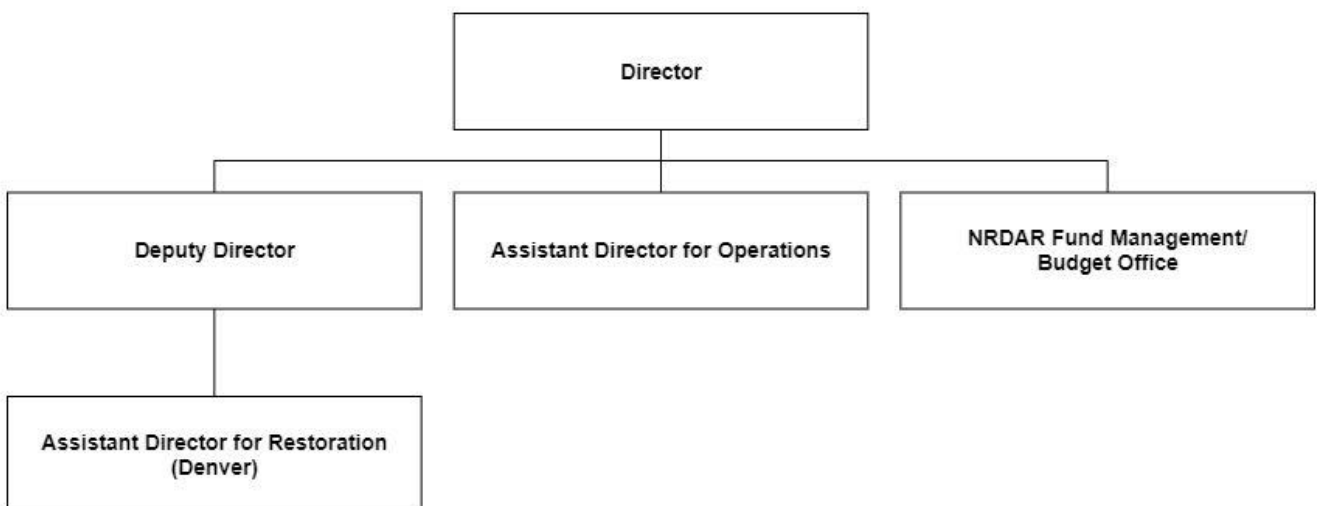 Director
Deputy Director
Assistant Director for Operations
NRDAR Fund Management/
Budget Office
Assistant Director for Restoration
(Denver)